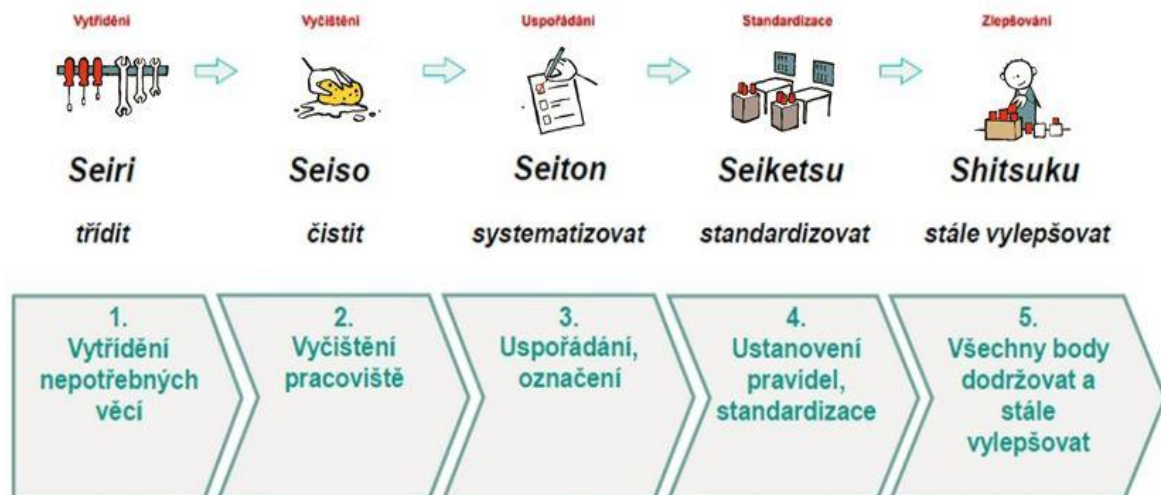 Vytřídění
Vyčištění
Uspořádání
Standardizace
Zlepšování
Seiri
Seiso
Seiton
Seiketsu
Shitsuku
třídit
čistit
systematizovat
standardizovat
stále vylepšovat
1.
Vytřídění
nepotřebných
věcí
2.
Vyčištění
pracoviště
3.
Uspořádání,
označení
4.
Ustanovení
pravidel,
standardizace
5.
Všechny body
dodržovat a
stále
vylepšovat